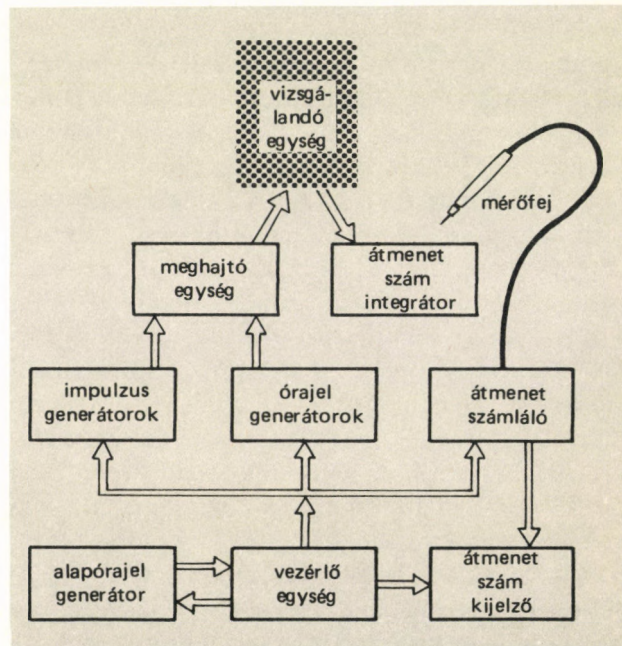 vizsgá-
landó
egység
mérőfej
meghajtó
egység
átmenet
szám
integrátor
impulzus
generátorok
órajel
generátorok
átmenet
számláló
alapórajel
generátor
vezérlő
egység
átmenet
szám
kijelző